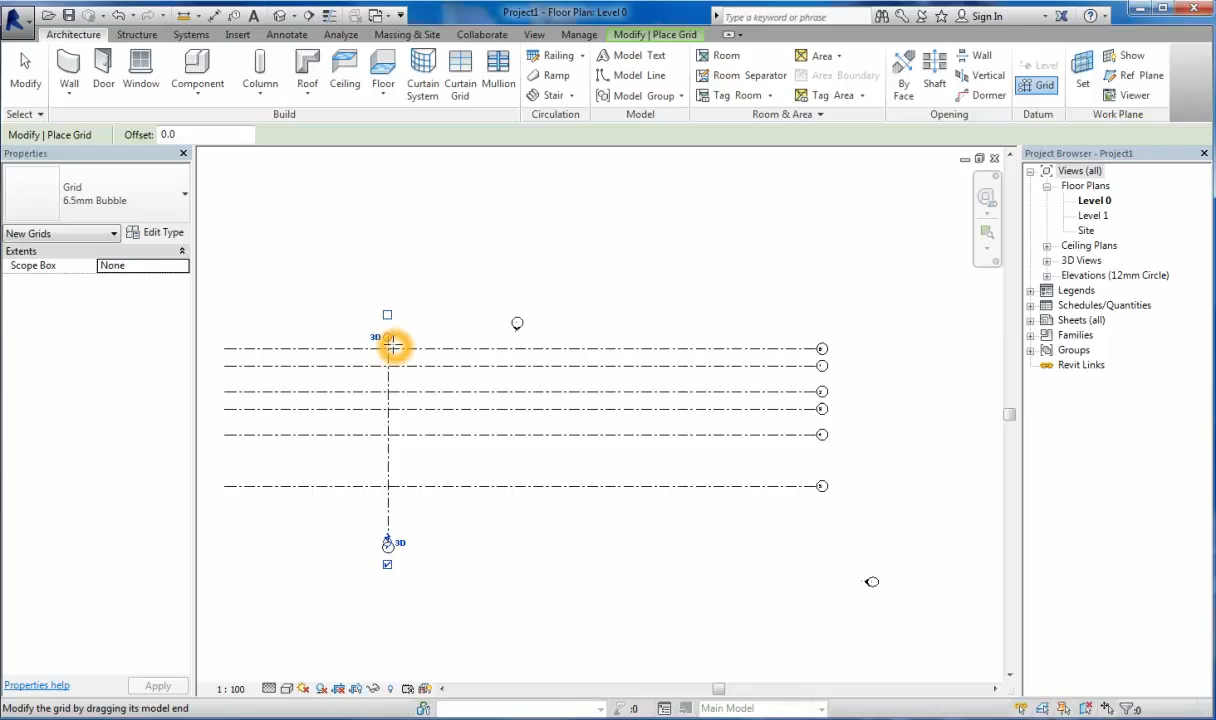 Project1 - Floor Plan: Level 0
Type a keyword or phrase
Sign In
Architecture Structure Systems Insert Annotate Analyze Massing & Site Collaborate View Manage Modify | Place Grid
Modify Wall Door Window Component Column Roof Ceiling Floor Curtain System Curtain Grid Mullion
Railing Ramp Stair
Model Text Model Line Model Group
Room Room Separator Tag Room Area Area Boundary Tag Area
By Face Shaft Wall Vertical Dormer
Level Grid
Set Show Ref Plane Viewer
Select Build Circulation Model Room & Area Opening Datum Work Plane
Modify | Place Grid Offset: 0.0
Properties
Grid
6.5mm Bubble
New Grids Edit Type
Extents
Scope Box None
Properties help Apply
3D
3D
2D
1 : 100
Project Browser - Project1
Views (all)
Floor Plans
Level 0
Level 1
Site
Ceiling Plans
3D Views
Elevations (12mm Circle)
Legends
Schedules/Quantities
Sheets (all)
Families
Groups
Revit Links
Modify the grid by dragging its model end
:0
Main Model
:0